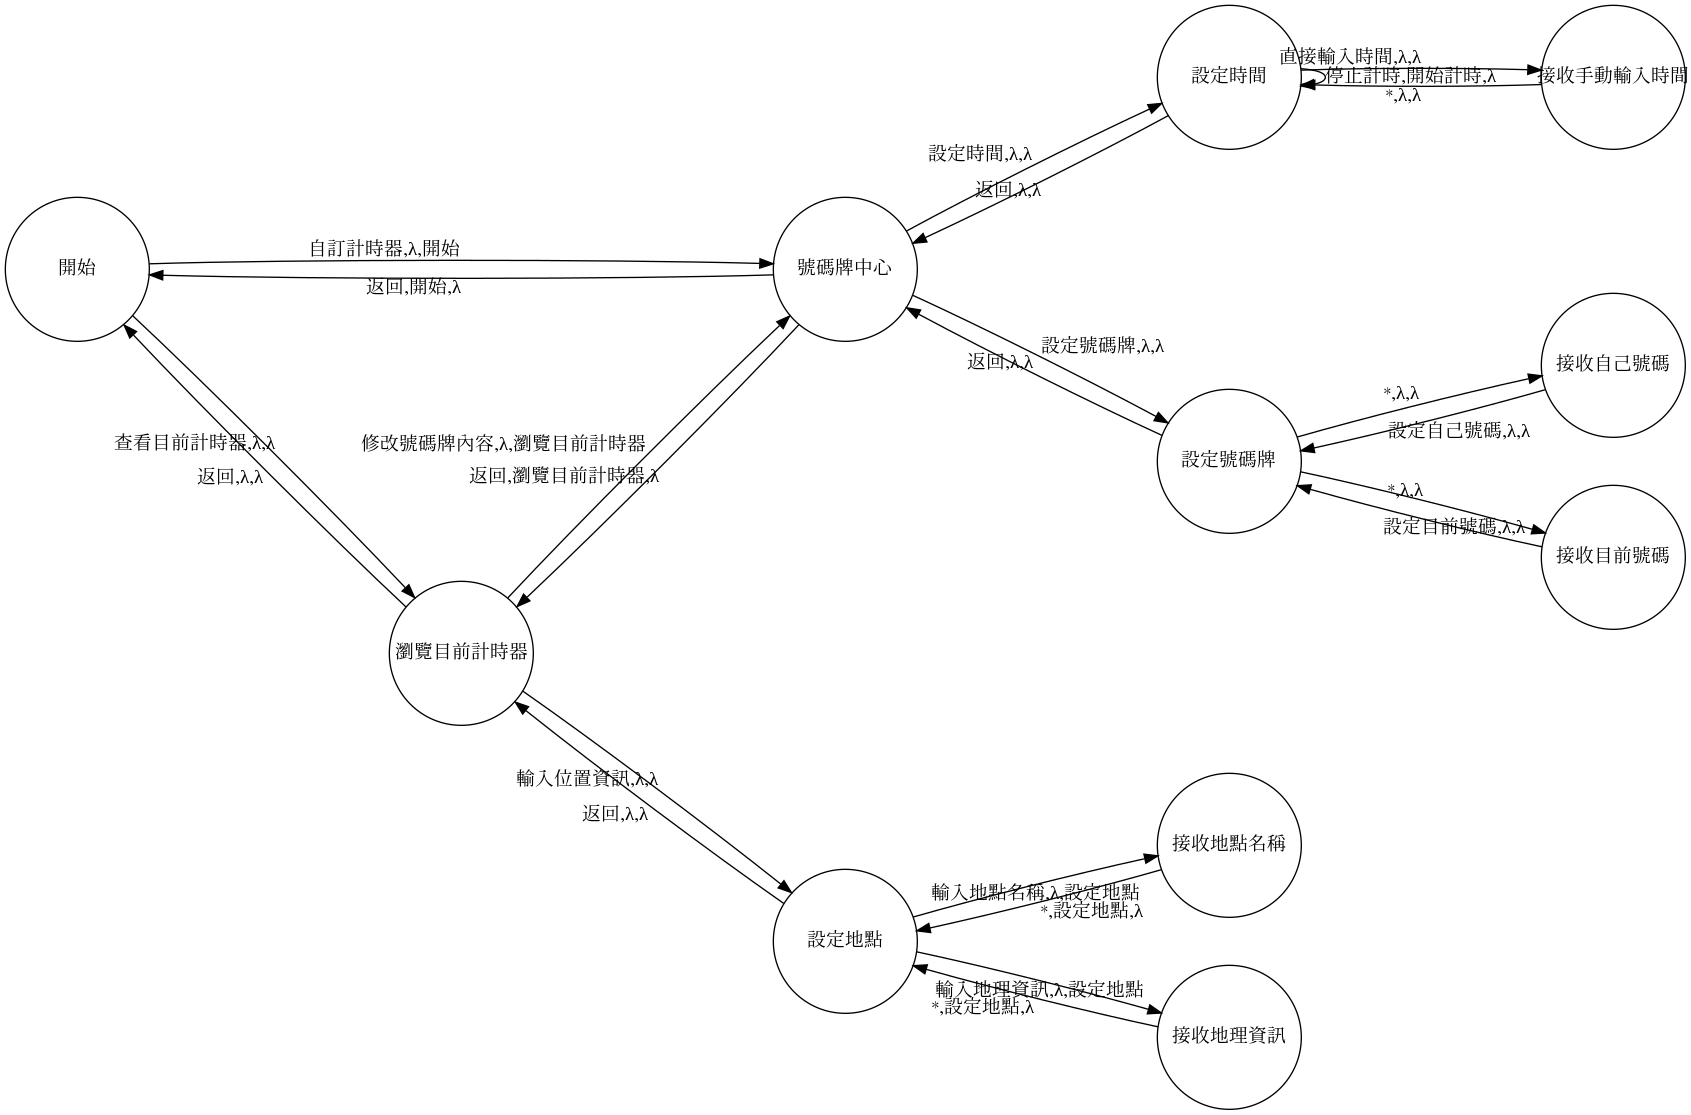 直接輸入時間,λ,λ
設定時間
停止計時,開始計時,λ
接收手動輸入時間
*,λ,λ
設定時間,λ,λ
返回,λ,λ
自訂計時器,λ,開始
開始
號碼牌中心
返回,開始,λ
設定號碼牌,λ,λ
返回,λ,λ
接收自己號碼
*,λ,λ
設定自己號碼,λ,λ
查看目前計時器,λ,λ
修改號碼牌內容,λ,瀏覽目前計時器
設定號碼牌
返回,λ,λ
返回,瀏覽目前計時器,λ
*,λ,λ
設定目前號碼,λ,λ
接收目前號碼
瀏覽目前計時器
輸入位置資訊,λ,λ
返回,λ,λ
接收地點名稱
輸入地點名稱,λ,設定地點
*,設定地點,λ
設定地點
輸入地理資訊,λ,設定地點
*,設定地點,λ
接收地理資訊